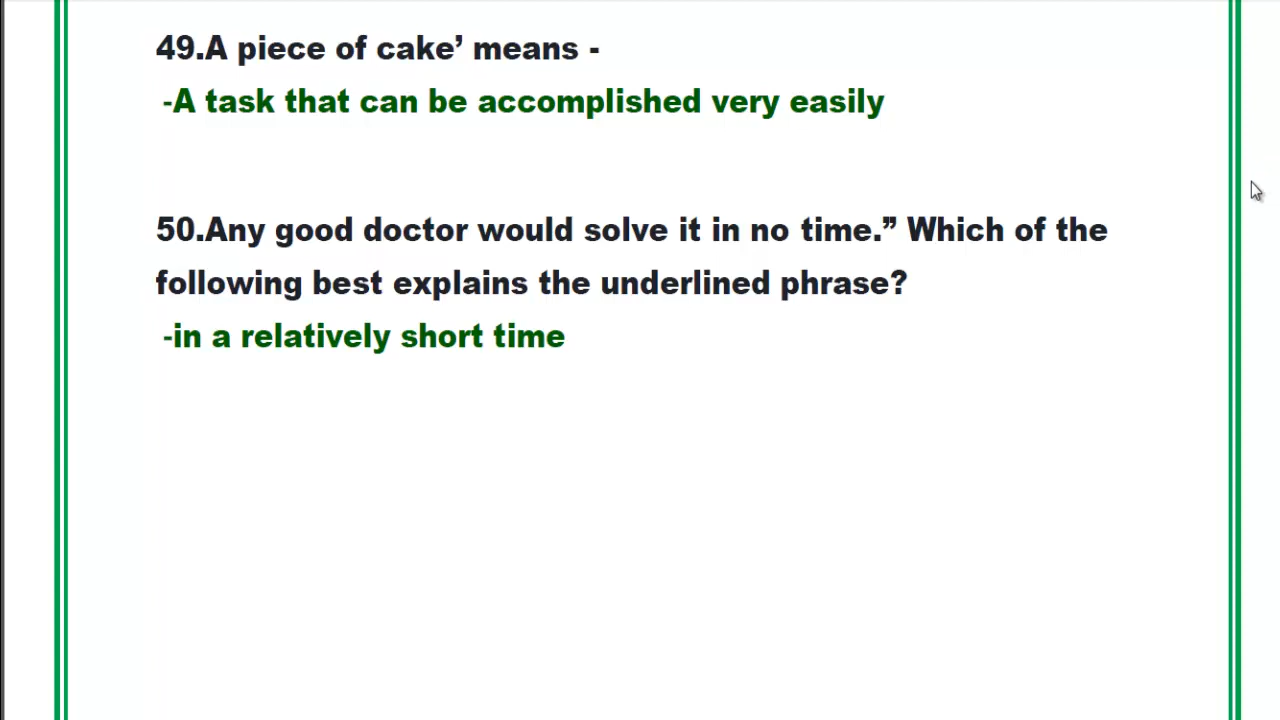 49.A piece of cake’ means -
-A task that can be accomplished very easily
50.Any good doctor would solve it in no time.” Which of the
following best explains the underlined phrase?
-in a relatively short time